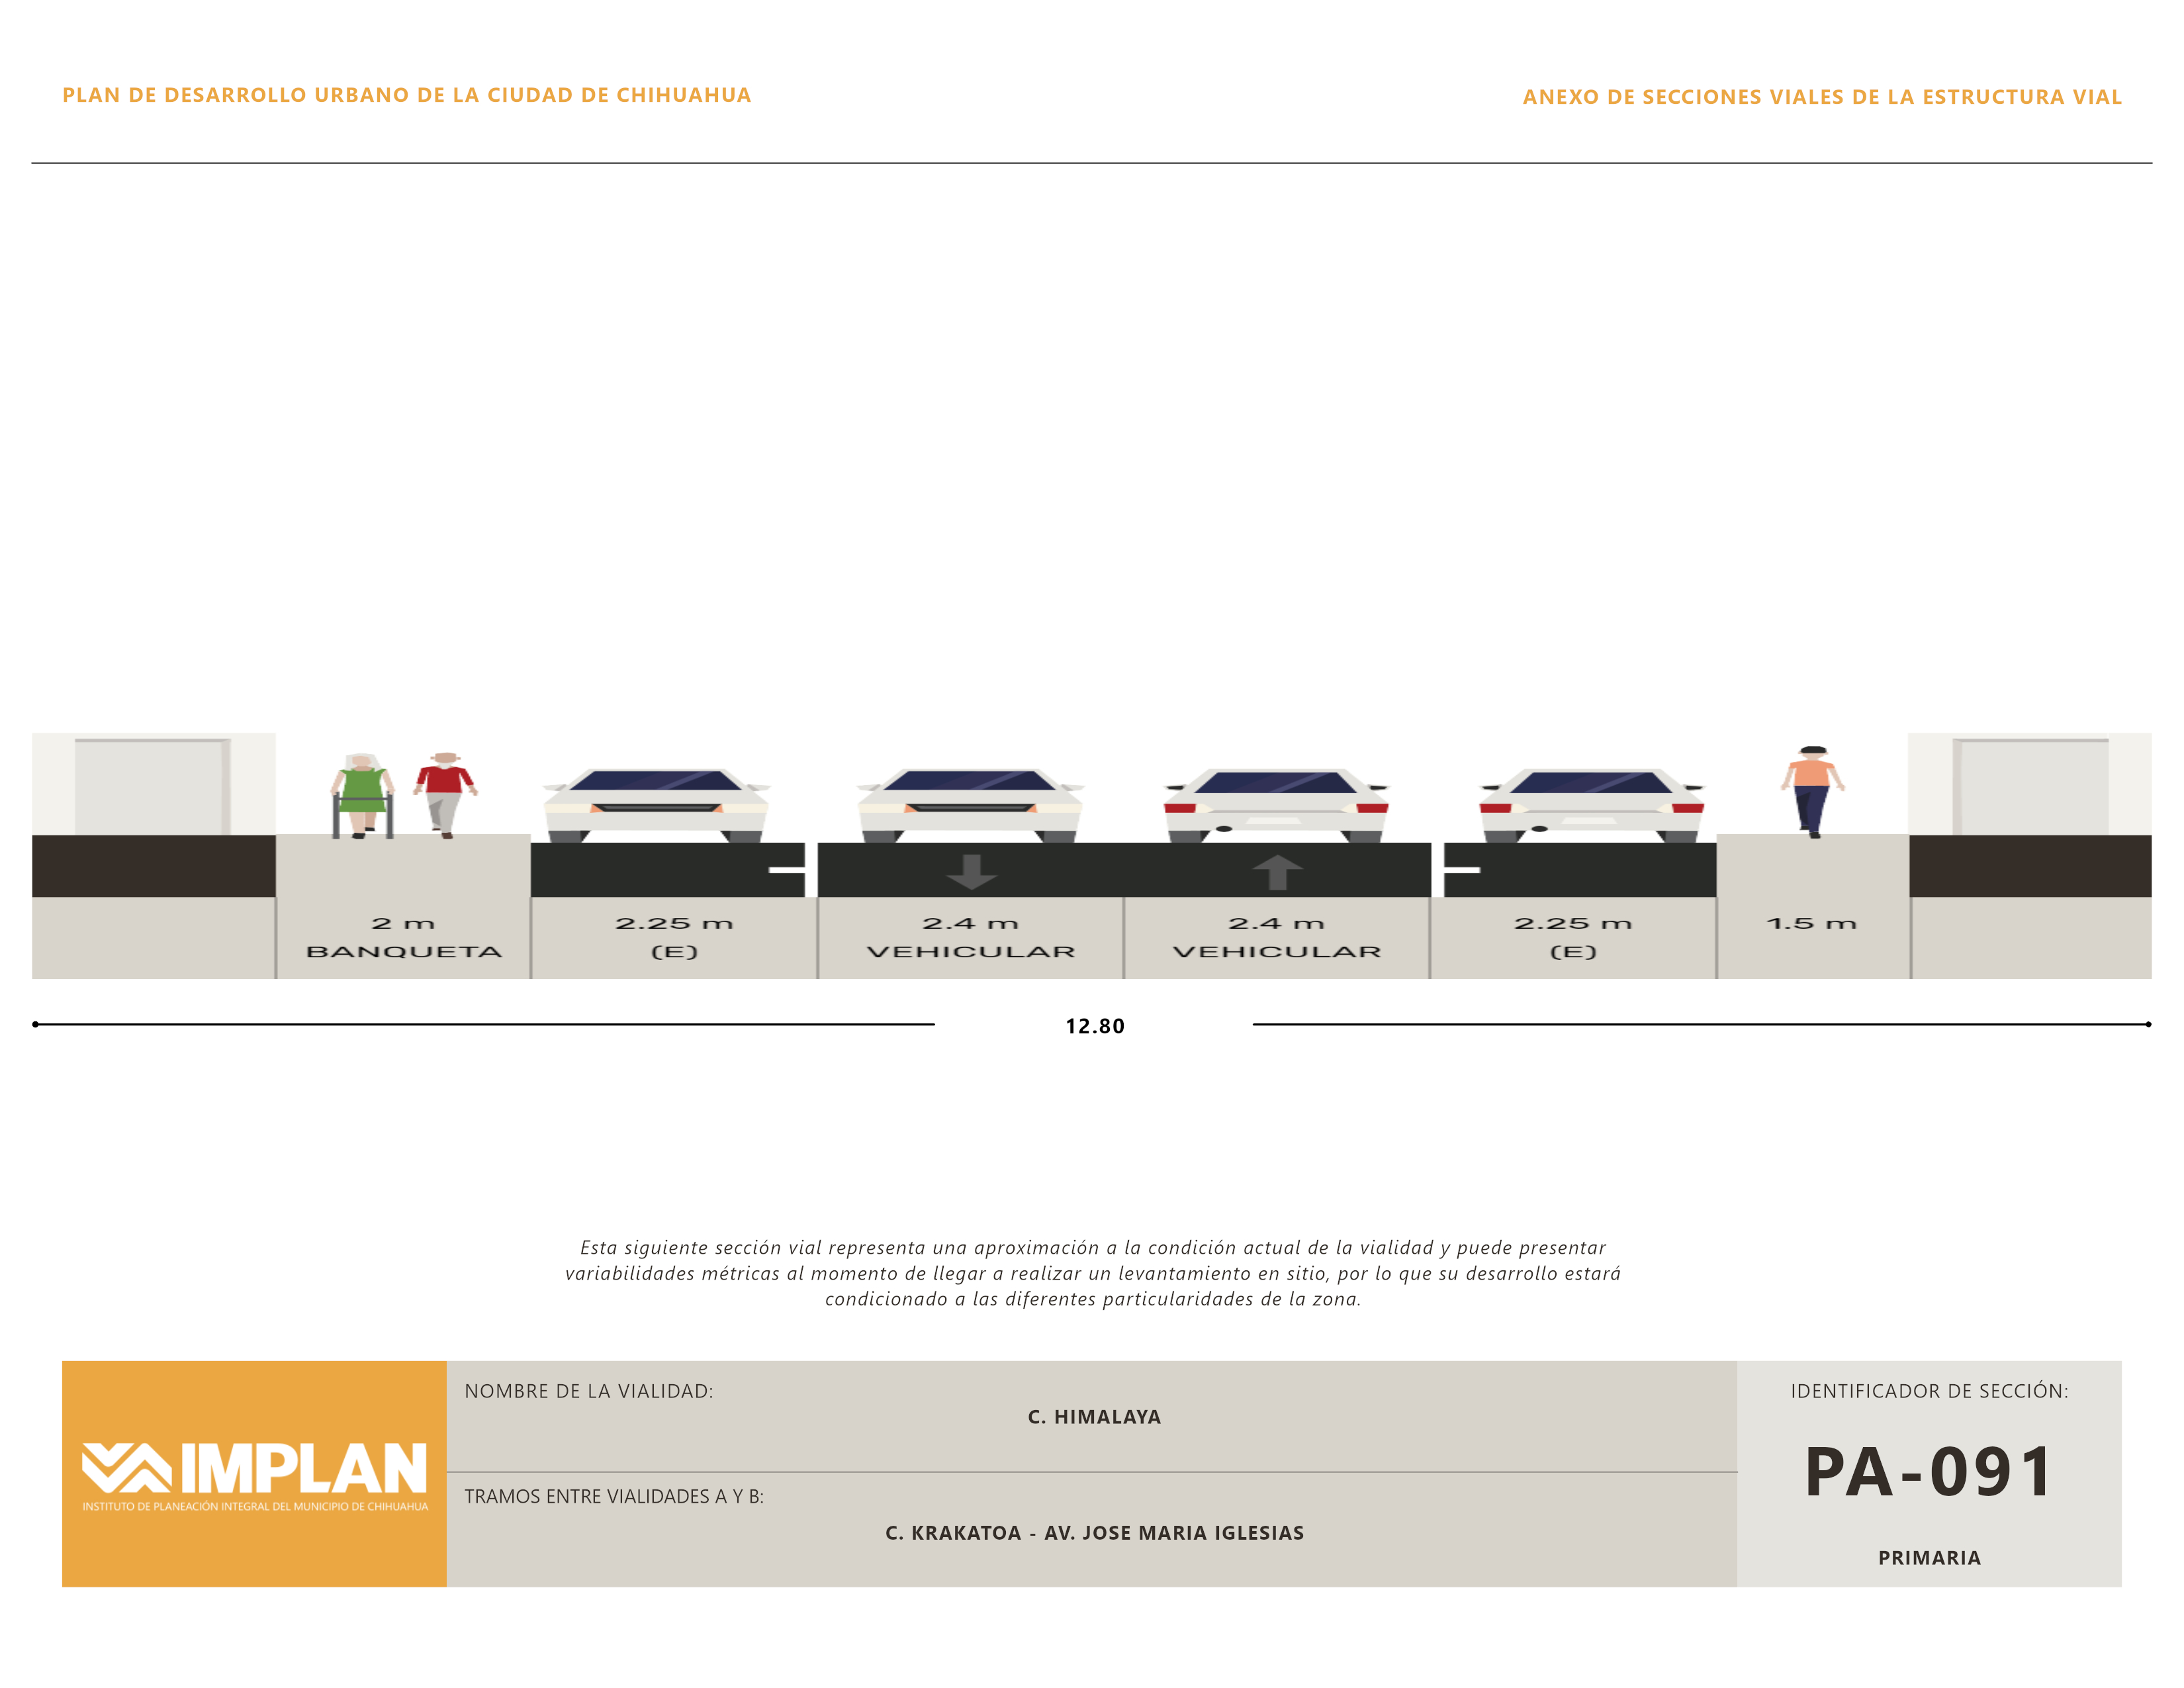 PLAN DE DESARROLLO URBANO DE LA CIUDAD DE CHIHUAHUA
ANEXO DE SECCIONES VIALES DE LA ESTRUCTURA VIAL
2 m
BANQUETA
2.25 m
(E)
2.4 m
VEHICULAR
2.4 m
VEHICULAR
2.25 m
(E)
1.5 m
12.80
Esta siguiente sección vial representa una aproximación a la condición actual de la vialidad y puede presentar
variabilidades métricas al momento de llegar a realizar un levantamiento en sitio, por lo que su desarrollo estará
condicionado a las diferentes particularidades de la zona.
IMPLAN
INSTITUTO DE PLANEACIÓN INTEGRAL DEL MUNICIPIO DE CHIHUAHUA
NOMBRE DE LA VIALIDAD:
C. HIMALAYA
TRAMOS ENTRE VIALIDADES A Y B:
C. KRAKATOA - AV. JOSE MARIA IGLESIAS
IDENTIFICADOR DE SECCIÓN:
PA-091
PRIMARIA